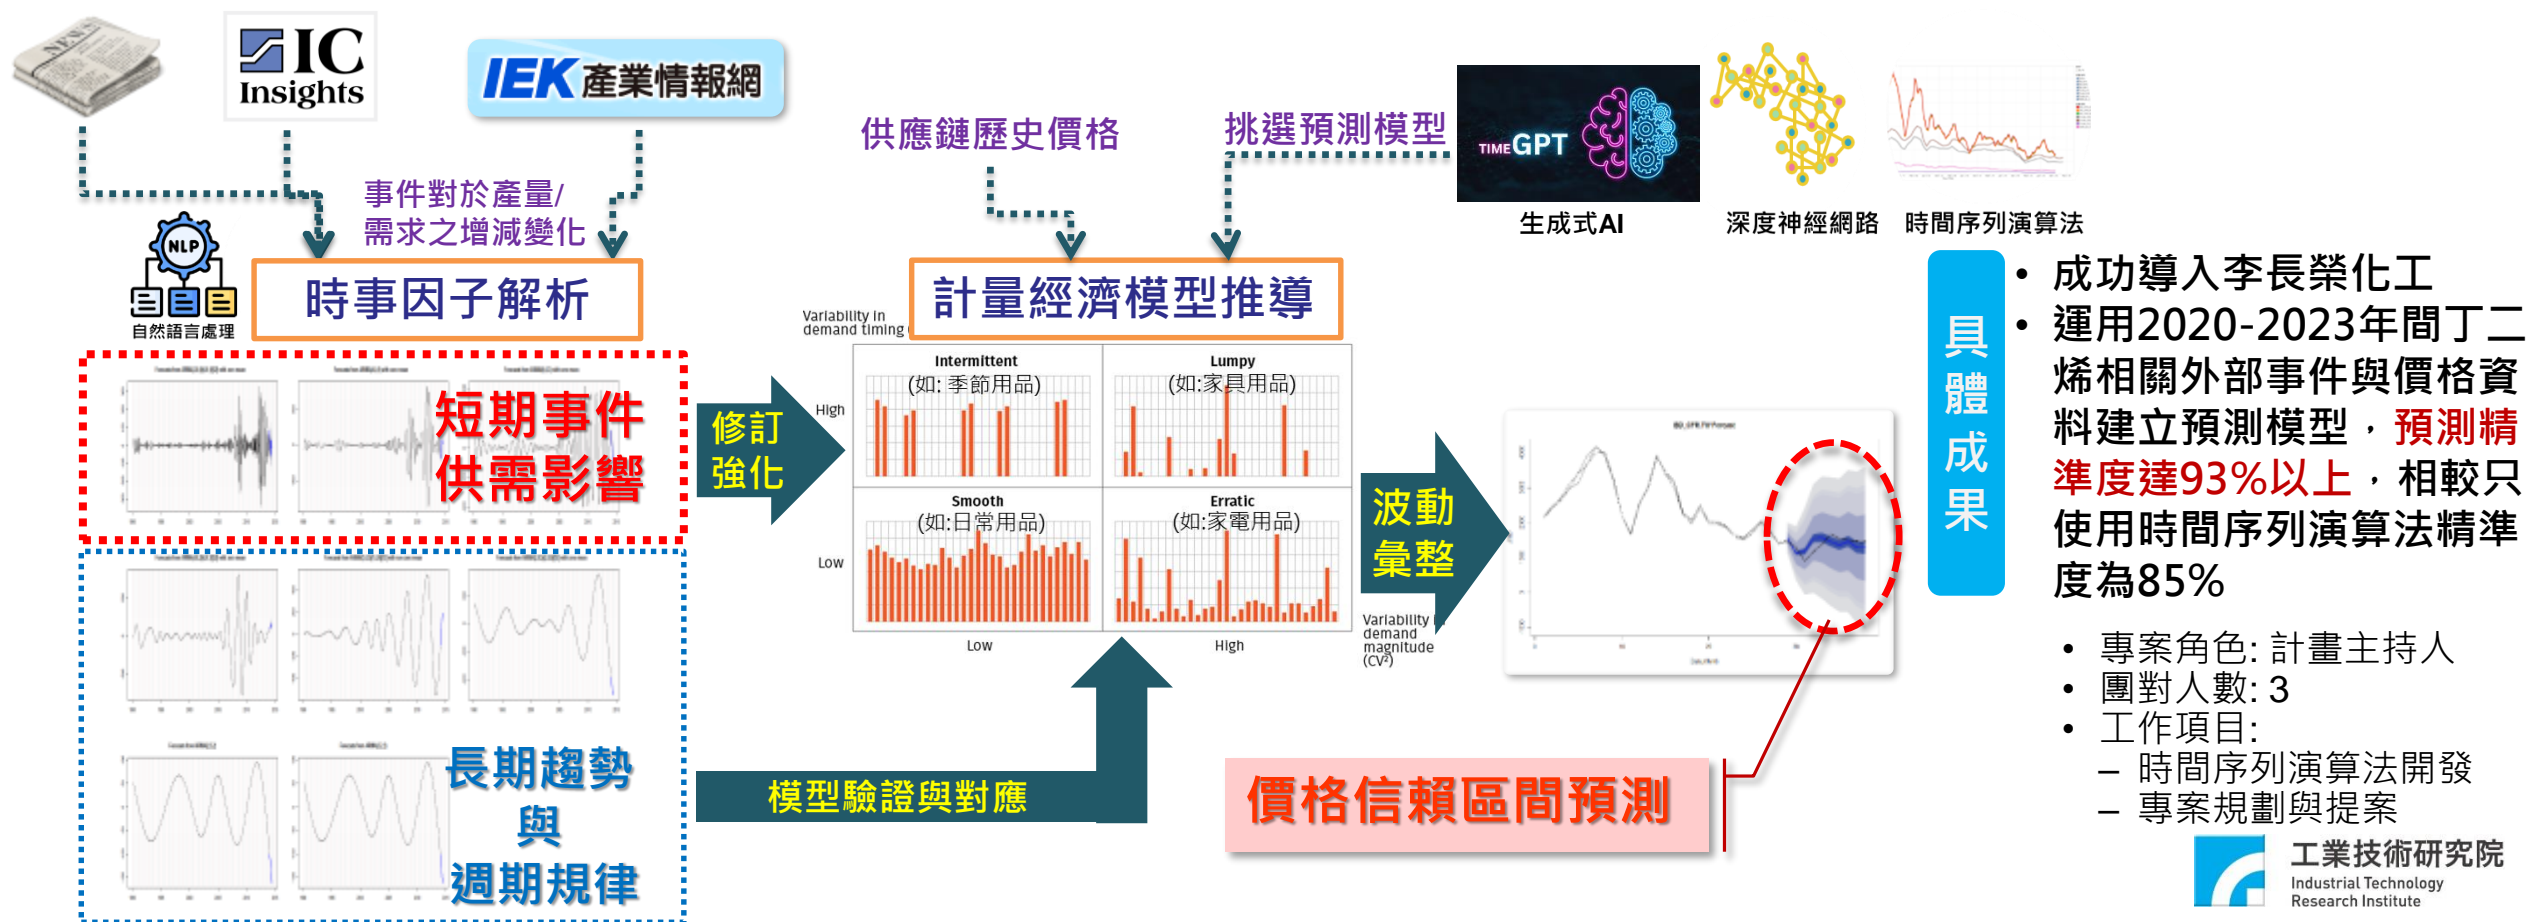 NEWS
IC
Insights
IEK產業情報網
事件對於產量/
需求之增減變化
NLP
自然語言處理
時事因子解析
短期事件
供需影響
長期趨勢
與
週期規律
修訂
強化
模型驗證與對應
供應鏈歷史價格
挑選預測模型
計量經濟模型推導
Variability in
demand timing
High
Low
Intermittent
(如: 季節用品)
Lumpy
(如:家具用品)
Smooth
(如:日常用品)
Erratic
(如:家電用品)
Low
High
Variability
demand
magnitude
(CV²)
波動
彙整
TIMEGPT
生成式AI
深度神經網路
時間序列演算法
價格信賴區間預測
具體成果
• 成功導入李長榮化工
• 運用2020-2023年間丁二
烯相關外部事件與價格資
料建立預測模型，預測精
準度達93%以上，相較只
使用時間序列演算法精準
度為85%
• 專案角色: 計畫主持人
• 團對人數: 3
• 工作項目:
– 時間序列演算法開發
– 專案規劃與提案
工業技術研究院
Industrial Technology
Research Institute